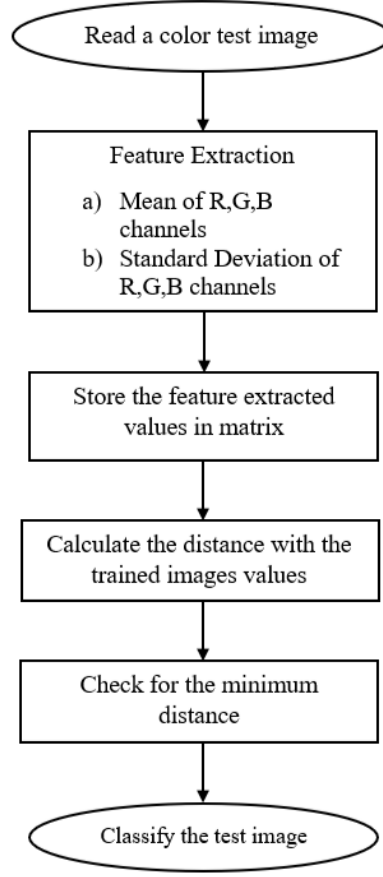 Read a color test image
Feature Extraction
a) Mean of R,G,B
channels
b) Standard Deviation of
R,G,B channels
Store the feature extracted
values in matrix
Calculate the distance with the
trained images values
Check for the minimum
distance
Classify the test image